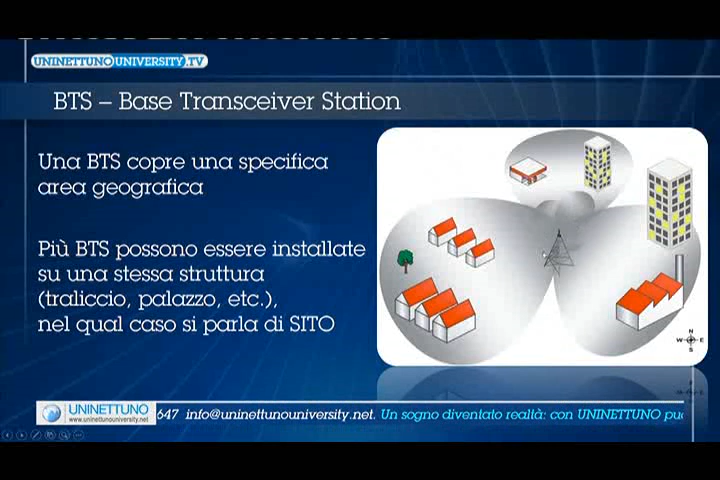 UNINETTUNOUNIVERSITY.TV
BTS – Base Transceiver Station
Una BTS copre una specifica
area geografica
Più BTS possono essere installate
su una stessa struttura
(traliccio, palazzo, etc.),
nel qual caso si parla di SITO
N
W E
S
UNINETTUNO
www.uninettunouniversity.net
647 info@uninettunouniversity.net. Un sogno diventato realtà: con UNINETTUNO